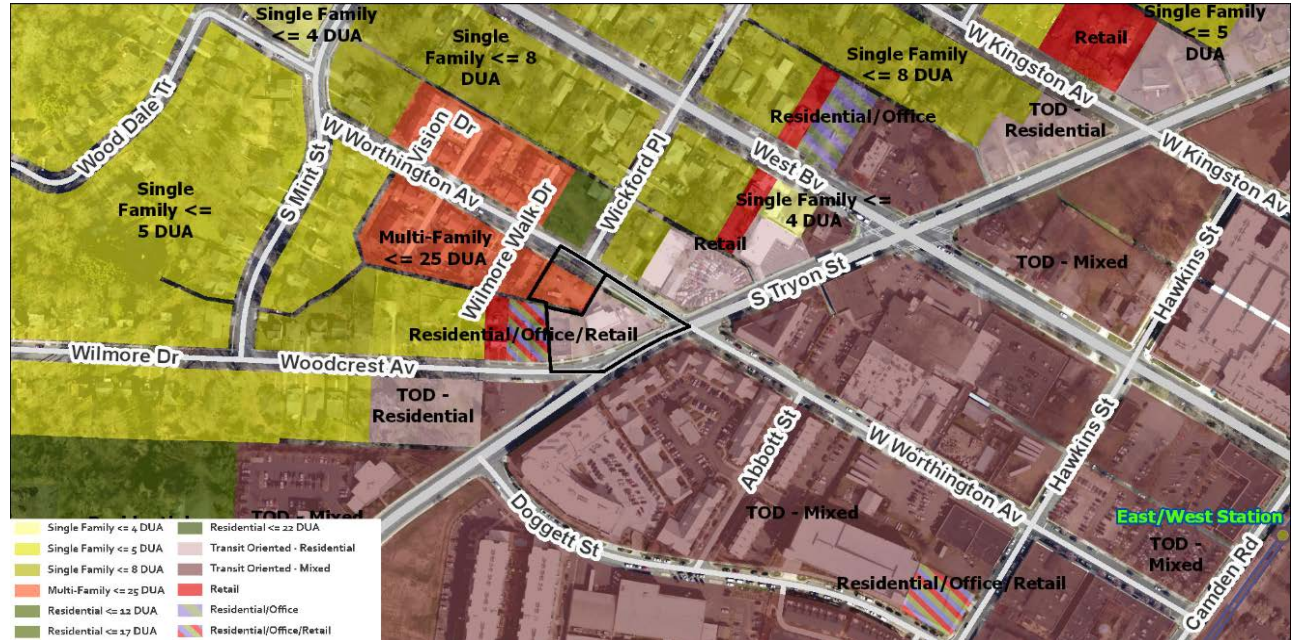 Single Family
<= 4 DUA
Single
Family <= 8
DUA
Single Family
<= 8 DUA
W Kingston Av
Retail
Single Family
<= 5
DUA
Wood Dale Tr
S Mint St
W Worthington Av
Vision Dr
Wickford Pl
Residential/Office
West Bv
TOD -
Residential
W Kingston Av
Single
Family <=
5 DUA
Multi-Family
<= 25 DUA
Wilmore Walk Dr
Single Family <=
4 DUA
Retail
S Tryon St
TOD - Mixed
Hawkins St
Residential/Office/Retail
Wilmore Dr
Woodcrest Av
TOD -
Residential
Abbott St
W Worthington Av
Hawkins St
TOD - Mixed
Doggett St
TOD - Mixed
East/West Station
TOD -
Mixed
Camden Rd
Residential/Office/Retail
Single Family <= 4 DUA
Single Family <= 5 DUA
Single Family <= 8 DUA
Multi-Family <= 25 DUA
Residential <= 12 DUA
Residential <= 17 DUA
Residential <= 22 DUA
Transit Oriented - Residential
Transit Oriented - Mixed
Retail
Residential/Office
Residential/Office/Retail